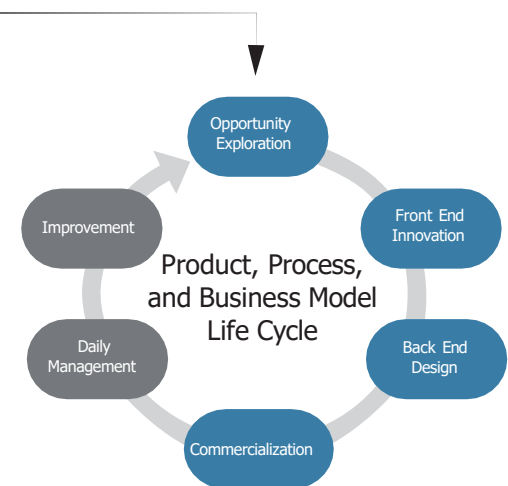 Opportunity
Exploration
Front End
Innovation
Back End
Design
Commercialization
Daily
Management
Improvement
Product, Process,
and Business Model
Life Cycle